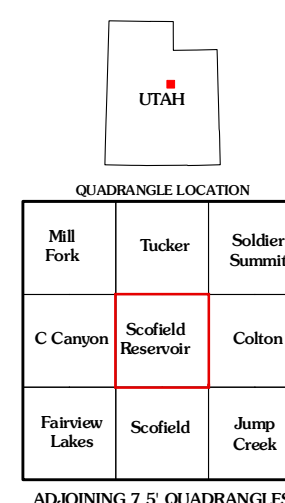 UTAH
QUADRANGLE LOCATION
Mill Fork
Tucker
Soldier Summit
C Canyon
Scofield Reservoir
Colton
Fairview Lakes
Scofield
Jump Creek
ADJOINING 7.5' QUADRANGLES